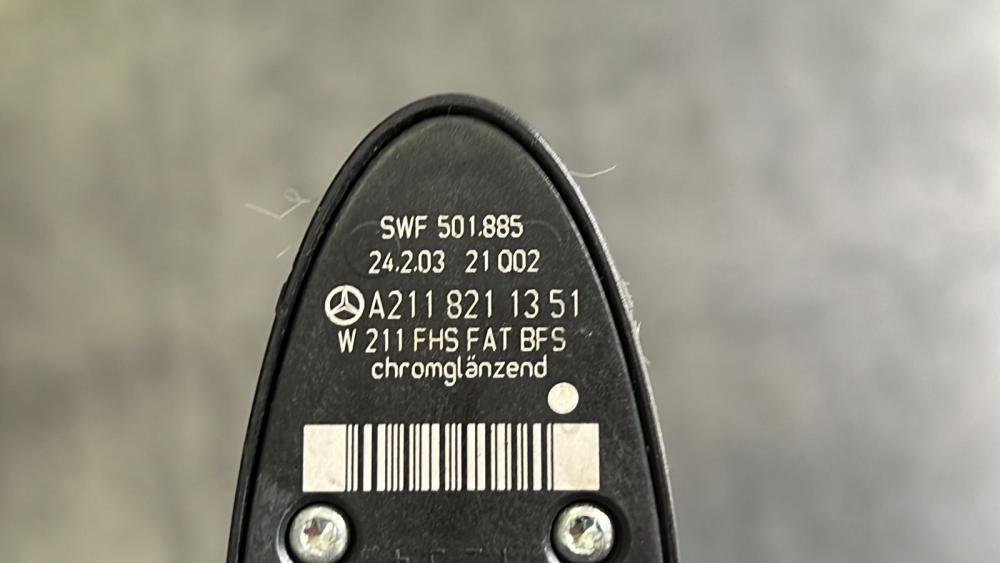 SWF 501.885
24.2.03 21 002
A211 821 13 51
W 211 FHS FAT BFS
chromglänzend